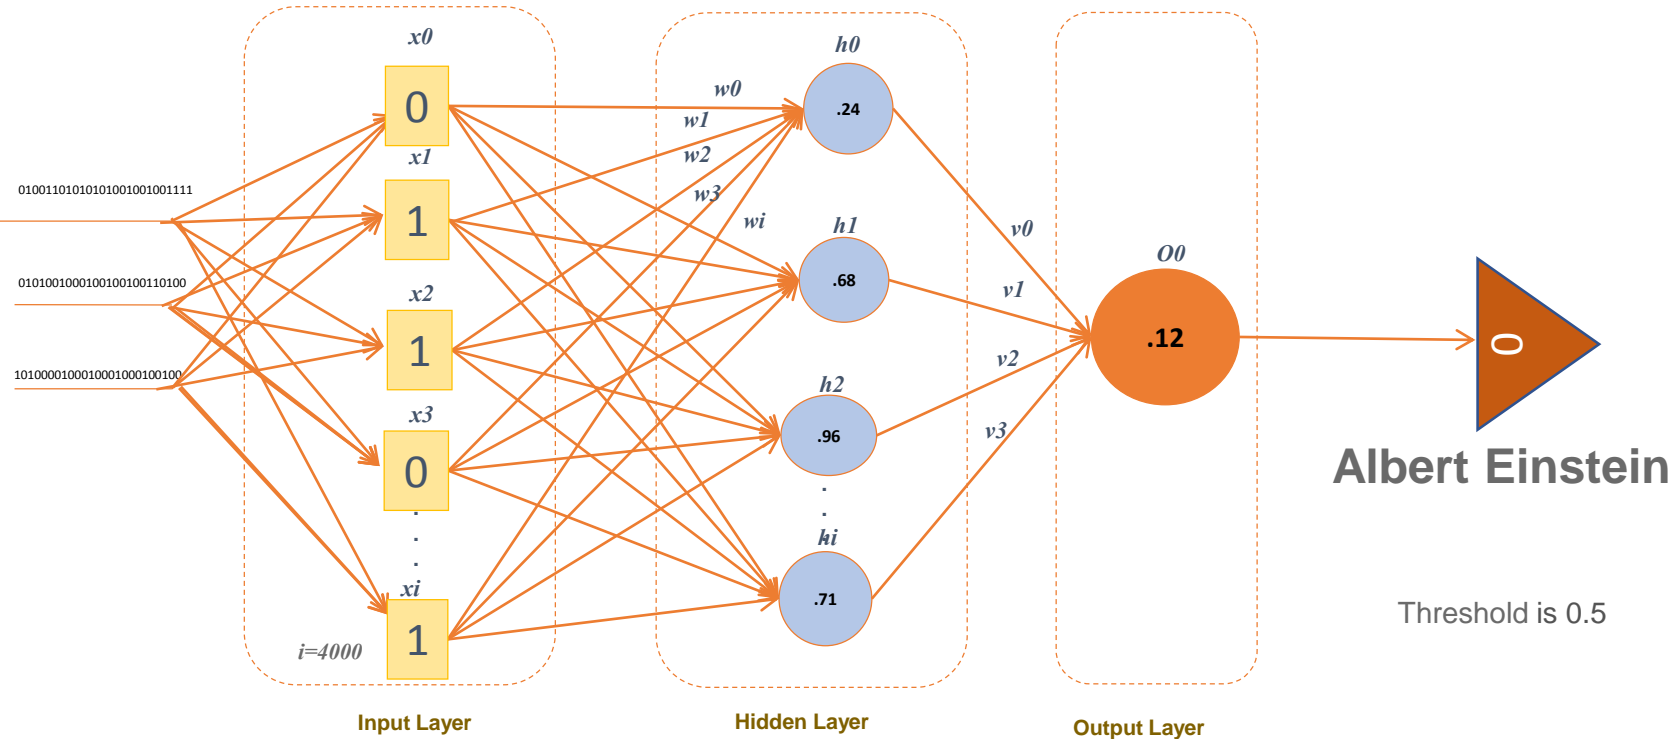 01001101010101001001001111
0101001000100100100110100
1010000100010001000100100
x0
0
x1
1
x2
1
x3
0
.
.
.
xi
1
i=4000
Input Layer
w0
w1
w2
w3
wi
h0
.24
h1
.68
h2
.96
.
.
.
hi
.71
Hidden Layer
v0
v1
v2
v3
O0
.12
Output Layer
0
Albert Einstein
Threshold is 0.5